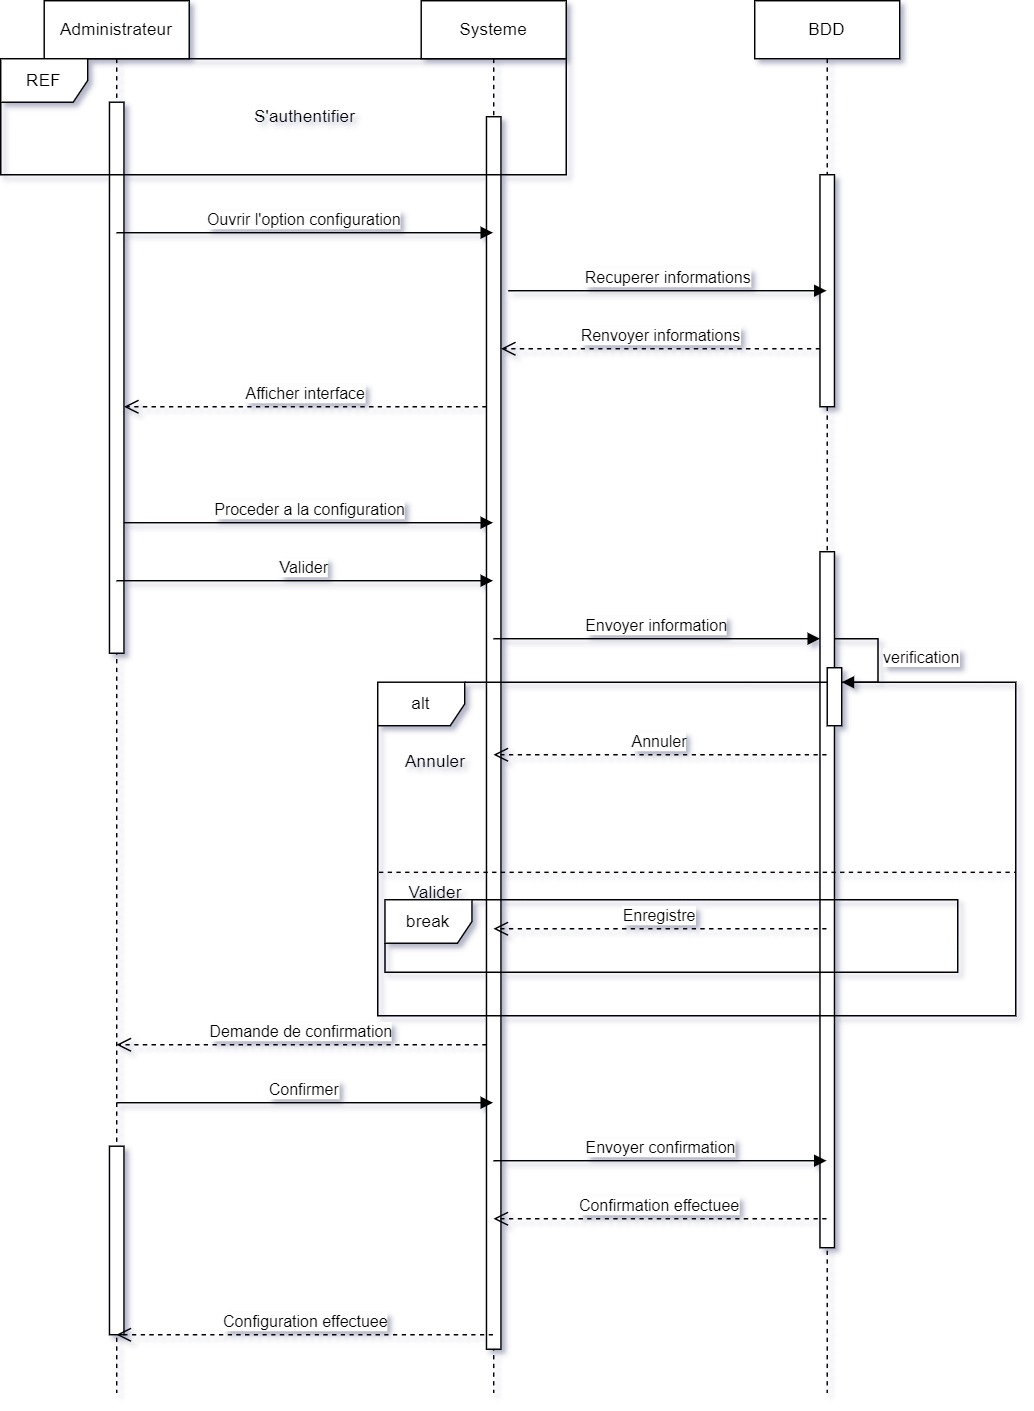 Administrateur
Systeme
BDD
REF
S'authentifier
Ouvrir l'option configuration
Recuperer informations
Renvoyer informations
Afficher interface
Proceder a la configuration
Valider
Envoyer information
verification
alt
Annuler
Annuler
Valider
break
Enregistre
Demande de confirmation
Confirmer
Envoyer confirmation
Confirmation effectuee
Configuration effectuee